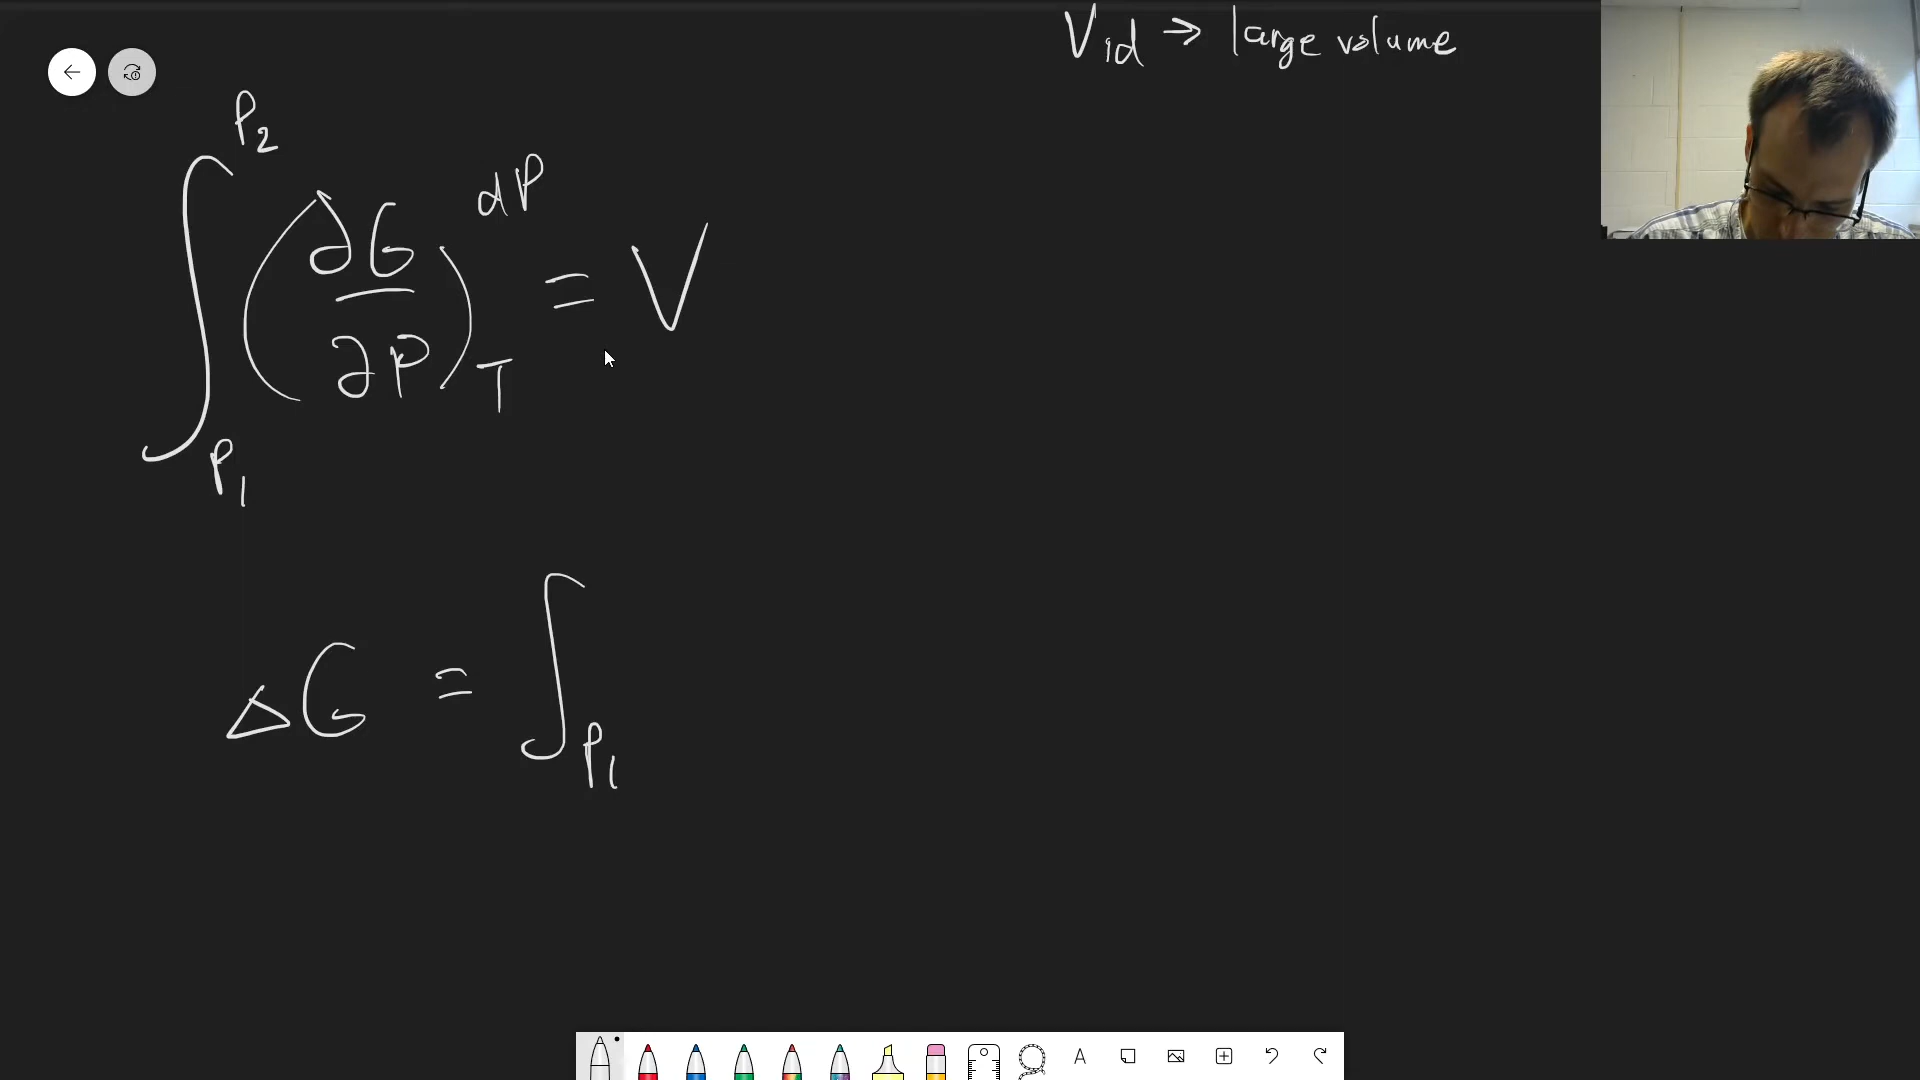 V_id → large volume
∫_{P_1}^{P_2} (∂G/∂P)_T dP = V
ΔG = ∫_{P_1}
A